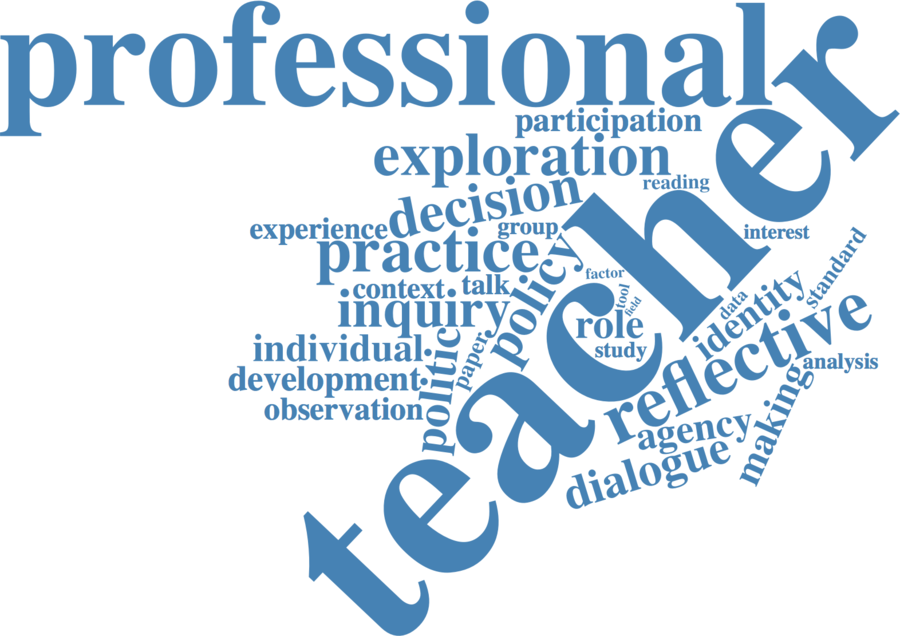 professional
teacher
participation
exploration
reading
decision
experience
group
interest
practice
policy
factor
standard
context
talk
tool
data
inquiry
field
identity
role
individual
politic
paper
study
reflective
analysis
development
observation
agency
making
dialogue